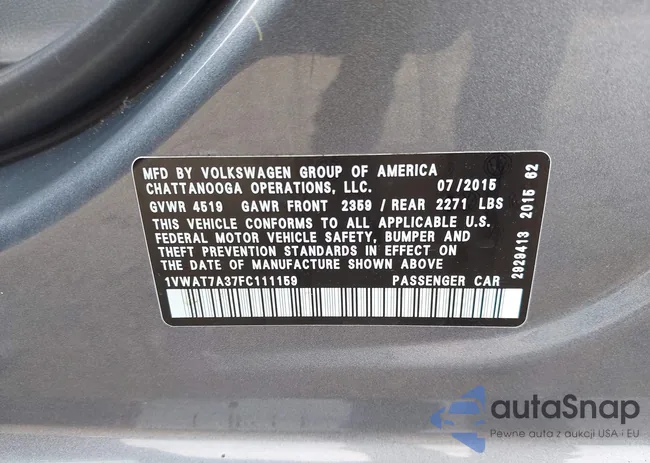 MFD BY VOLKSWAGEN GROUP OF AMERICA
CHATTANOOGA OPERATIONS, LLC. 07/2015
GVWR 4519 GAWR FRONT 2359 / REAR 2271 LBS
THIS VEHICLE CONFORMS TO ALL APPLICABLE U.S.
FEDERAL MOTOR VEHICLE SAFETY, BUMPER AND
THEFT PREVENTION STANDARDS IN EFFECT ON
THE DATE OF MANUFACTURE SHOWN ABOVE
1VWAT7A37FC111159 PASSENGER CAR
2929413 2015 62
autoSnap
Pewne auta z aukcji USA i EU